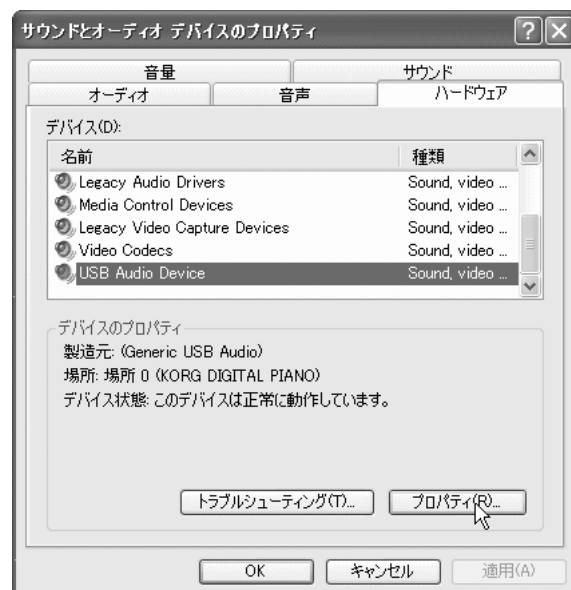 サウンドとオーディオ デバイスのプロパティ
音量 サウンド
オーディオ 音声 ハードウェア
デバイス(D):
名前 種類
Legacy Audio Drivers Sound, video ...
Media Control Devices Sound, video ...
Legacy Video Capture Devices Sound, video ...
Video Codecs Sound, video ...
USB Audio Device Sound, video ...
デバイスのプロパティ
製造元: (Generic USB Audio)
場所: 場所 0 (KORG DIGITAL PIANO)
デバイス状態: このデバイスは正常に動作しています。
トラブルシューティング(T)... プロパティ(R)...
OK キャンセル 適用(A)